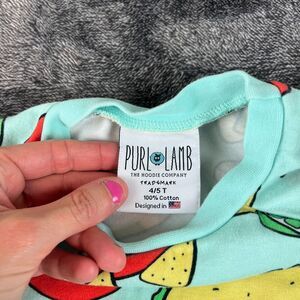 PURL LAMB
THE HOODIE COMPANY
TRADEMARK
4/5 T
100% Cotton
Designed in